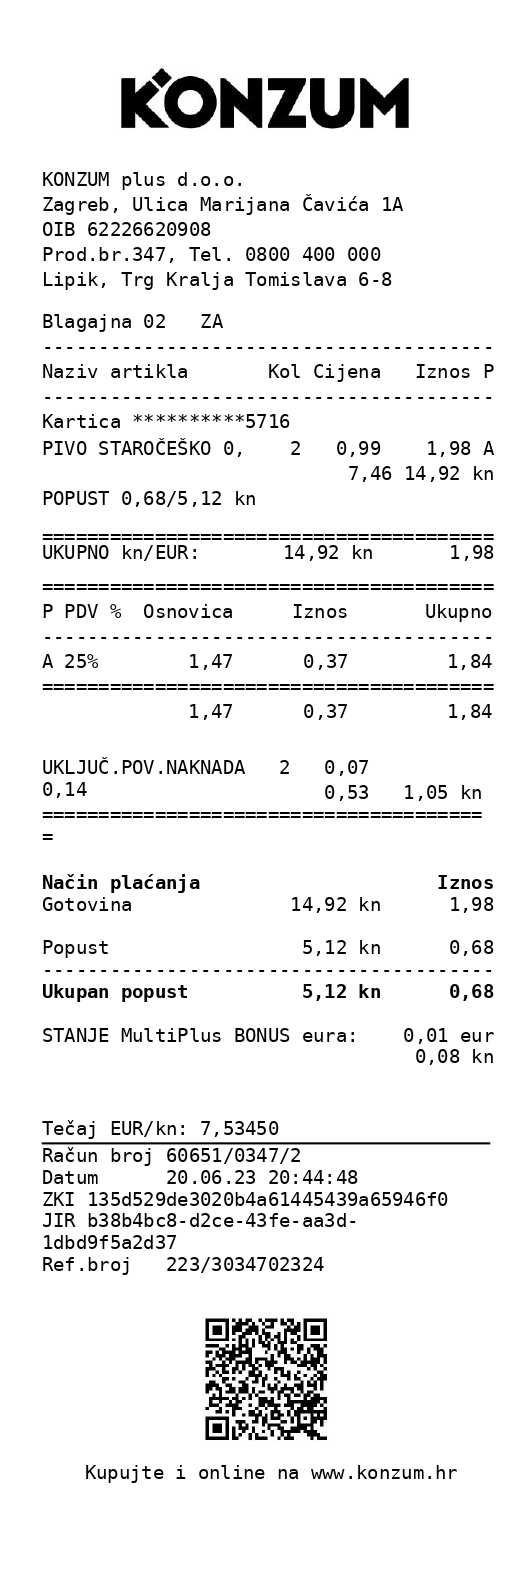 KONZUM
KONZUM plus d.o.o.
Zagreb, Ulica Marijana Čavića 1A
OIB 62226620908
Prod.br.347, Tel. 0800 400 000
Lipik, Trg Kralja Tomislava 6-8
Blagajna 02   ZA
----------------------------------------
Naziv artikla       Kol Cijena   Iznos P
----------------------------------------
Kartica **********5716
PIVO STAROČEŠKO 0,    2   0,99    1,98 A
7,46 14,92 kn
POPUST 0,68/5,12 kn
========================================
UKUPNO kn/EUR:       14,92 kn       1,98
========================================
P PDV %  Osnovica     Iznos       Ukupno
----------------------------------------
A 25%        1,47      0,37         1,84
========================================
1,47      0,37         1,84
UKLJUČ.POV.NAKNADA   2   0,07
0,14                     0,53   1,05 kn
=======================================
=
Način plaćanja                     Iznos
Gotovina              14,92 kn      1,98
Popust                 5,12 kn      0,68
----------------------------------------
Ukupan popust          5,12 kn      0,68
STANJE MultiPlus BONUS eura:    0,01 eur
0,08 kn
Tečaj EUR/kn: 7,53450
Račun broj 60651/0347/2
Datum      20.06.23 20:44:48
ZKI 135d529de3020b4a61445439a65946f0
JIR b38b4bc8-d2ce-43fe-aa3d-
1dbd9f5a2d37
Ref.broj   223/3034702324
Kupujte i online na www.konzum.hr